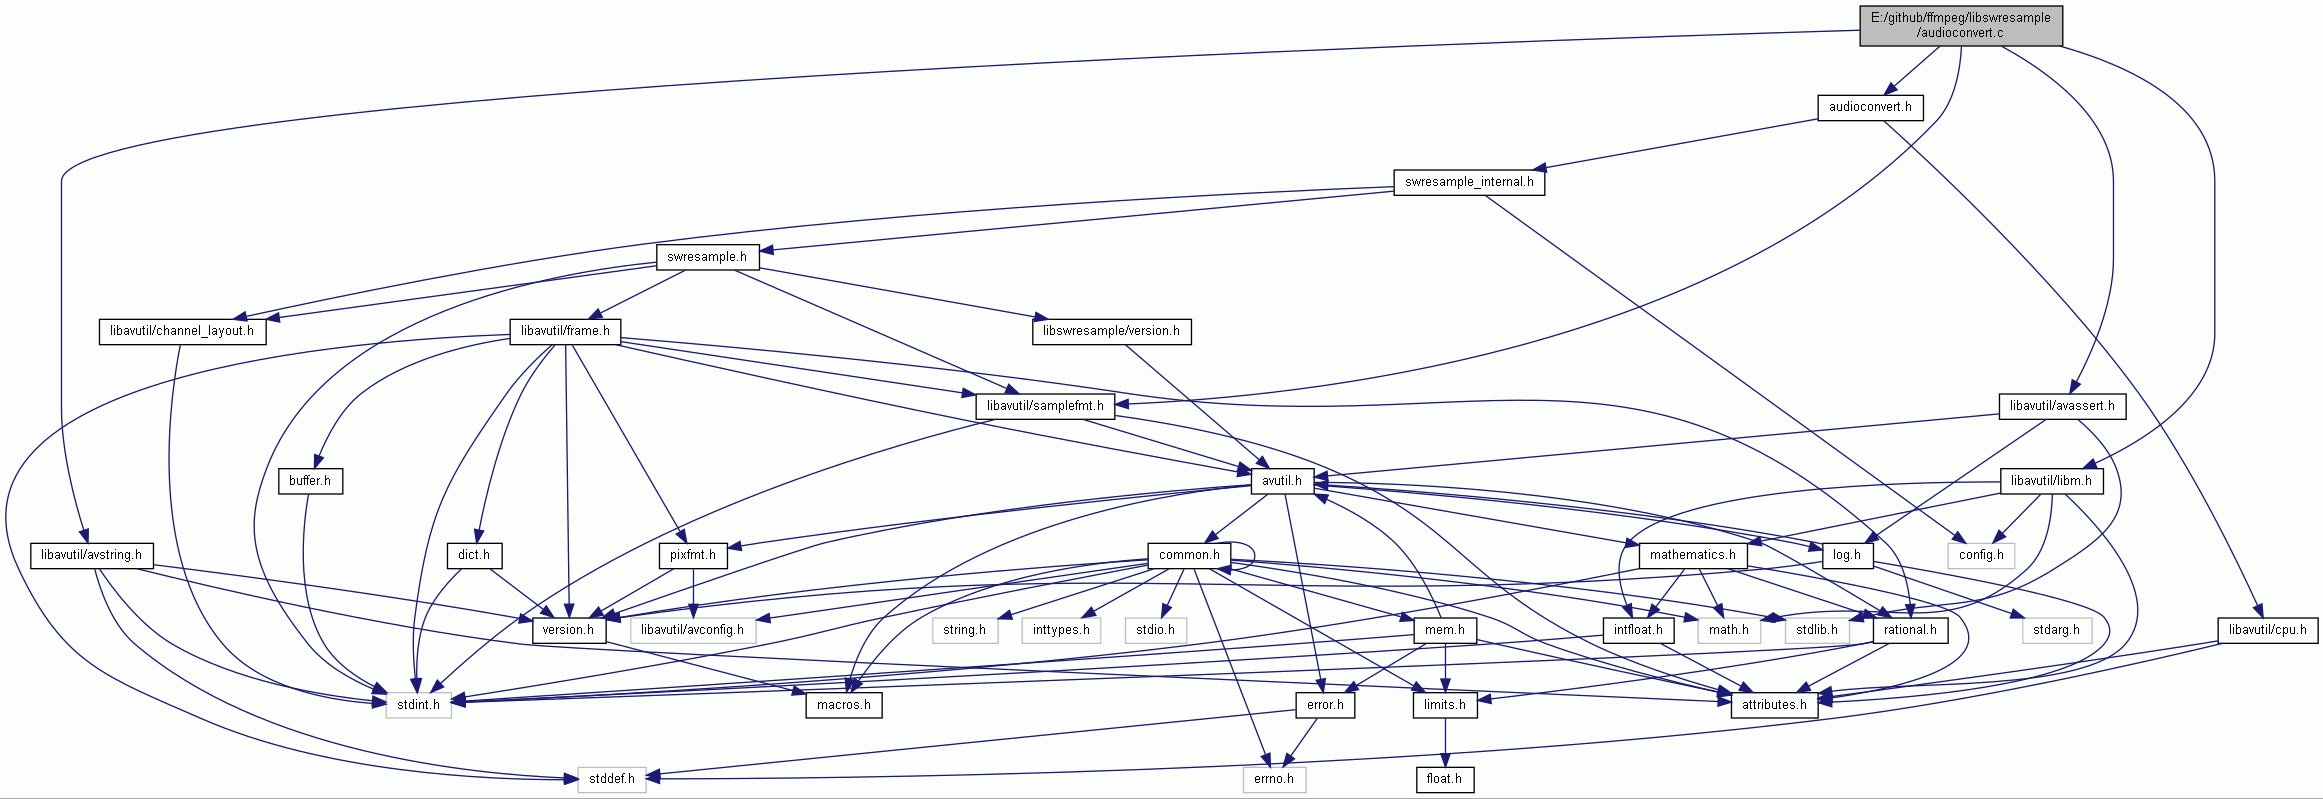 E:/github/ffmpeg/libswresample
/audioconvert.c
audioconvert.h
swresample_internal.h
swresample.h
libavutil/channel_layout.h
libavutil/frame.h
libswresample/version.h
libavutil/samplefmt.h
libavutil/avassert.h
buffer.h
avutil.h
libavutil/libm.h
libavutil/avstring.h
dict.h
pixfmt.h
common.h
mathematics.h
log.h
config.h
version.h
libavutil/avconfig.h
string.h
inttypes.h
stdio.h
mem.h
intfloat.h
math.h
stdlib.h
rational.h
stdarg.h
libavutil/cpu.h
stdint.h
macros.h
error.h
limits.h
attributes.h
stddef.h
errno.h
float.h